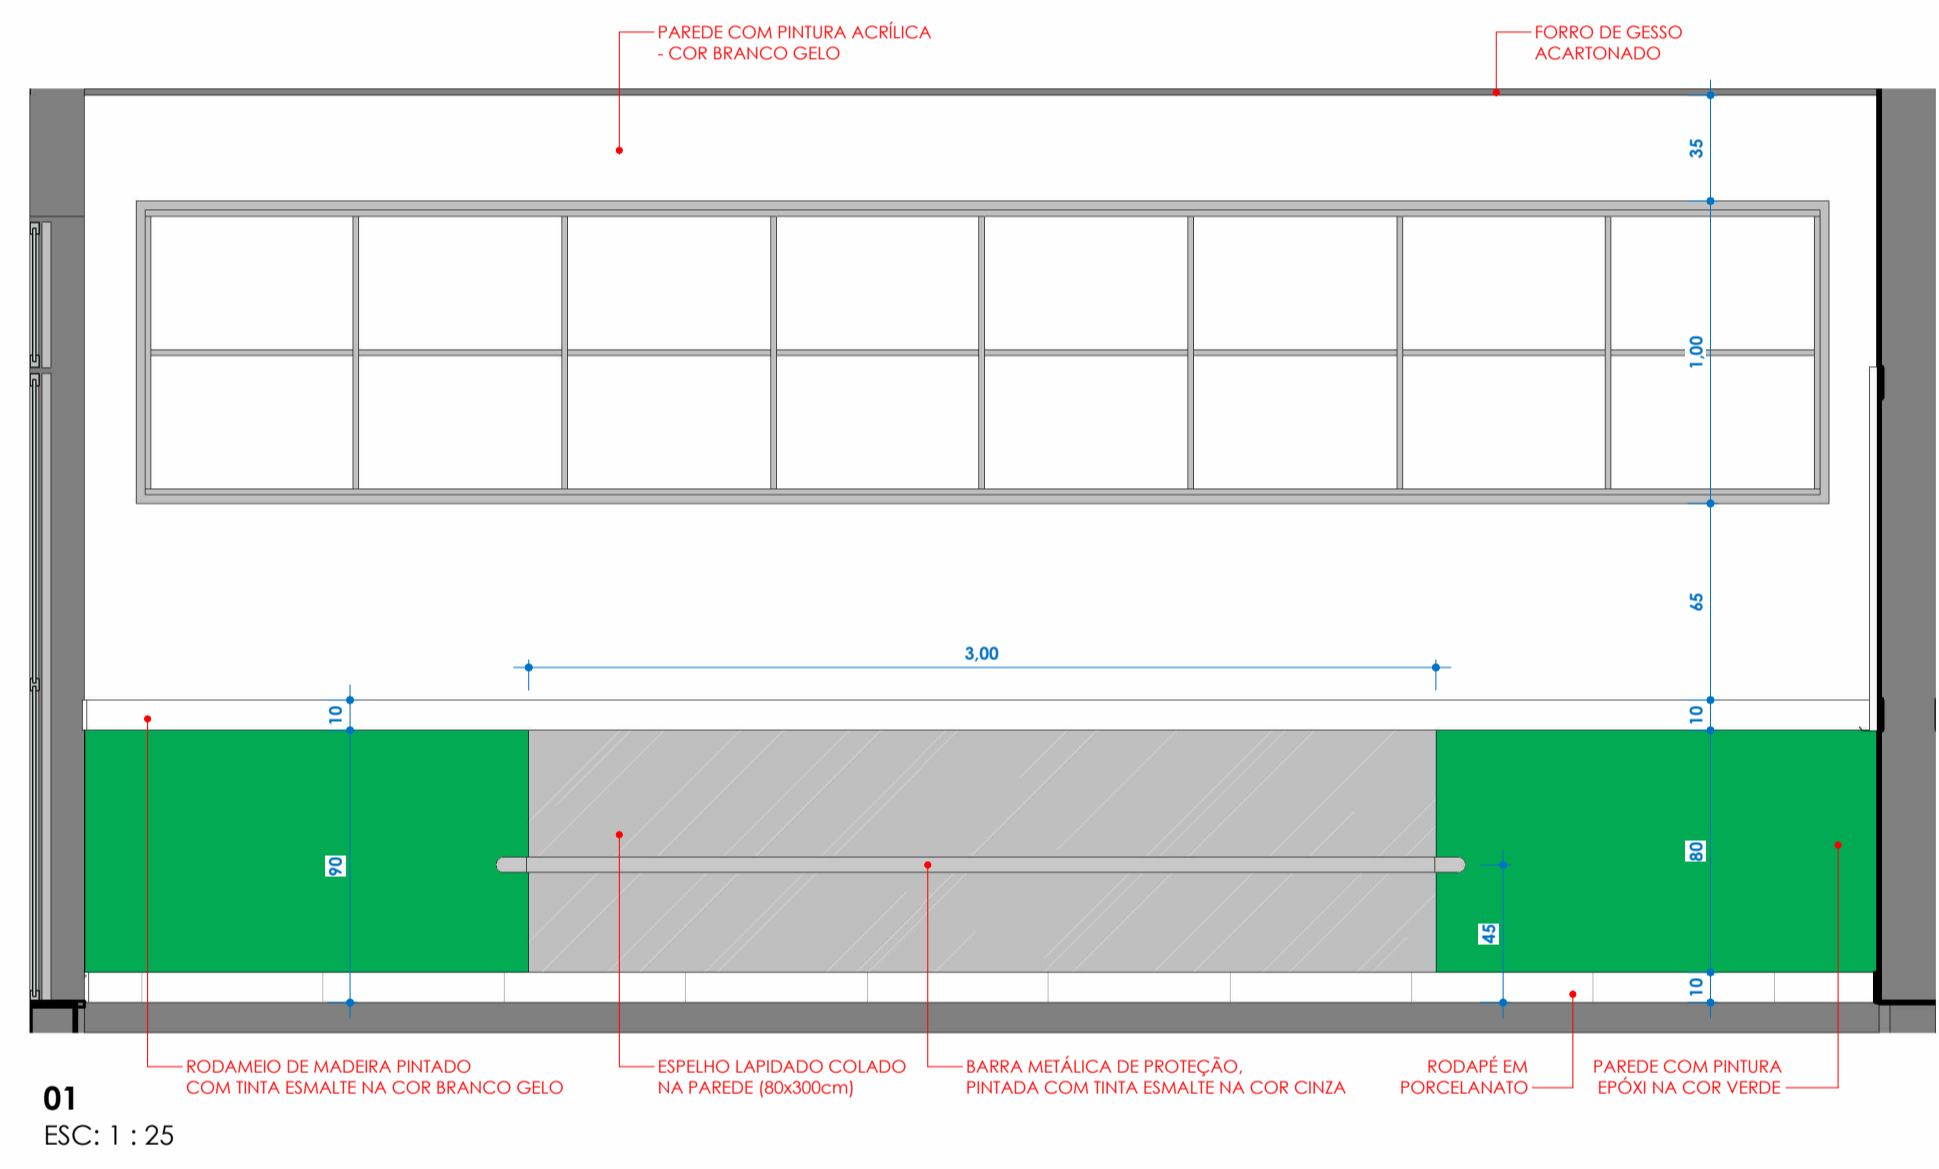 PAREDE COM PINTURA ACRÍLICA
- COR BRANCO GELO
FORRO DE GESSO
ACARTONADO
35
1,00
65
3,00
10
10
90
80
45
10
RODAMEIO DE MADEIRA PINTADO
COM TINTA ESMALTE NA COR BRANCO GELO
ESPELHO LAPIDADO COLADO
NA PAREDE (80x300cm)
BARRA METÁLICA DE PROTEÇÃO,
PINTADA COM TINTA ESMALTE NA COR CINZA
RODAPÉ EM
PORCELANATO
PAREDE COM PINTURA
EPÓXI NA COR VERDE
01
ESC: 1 : 25